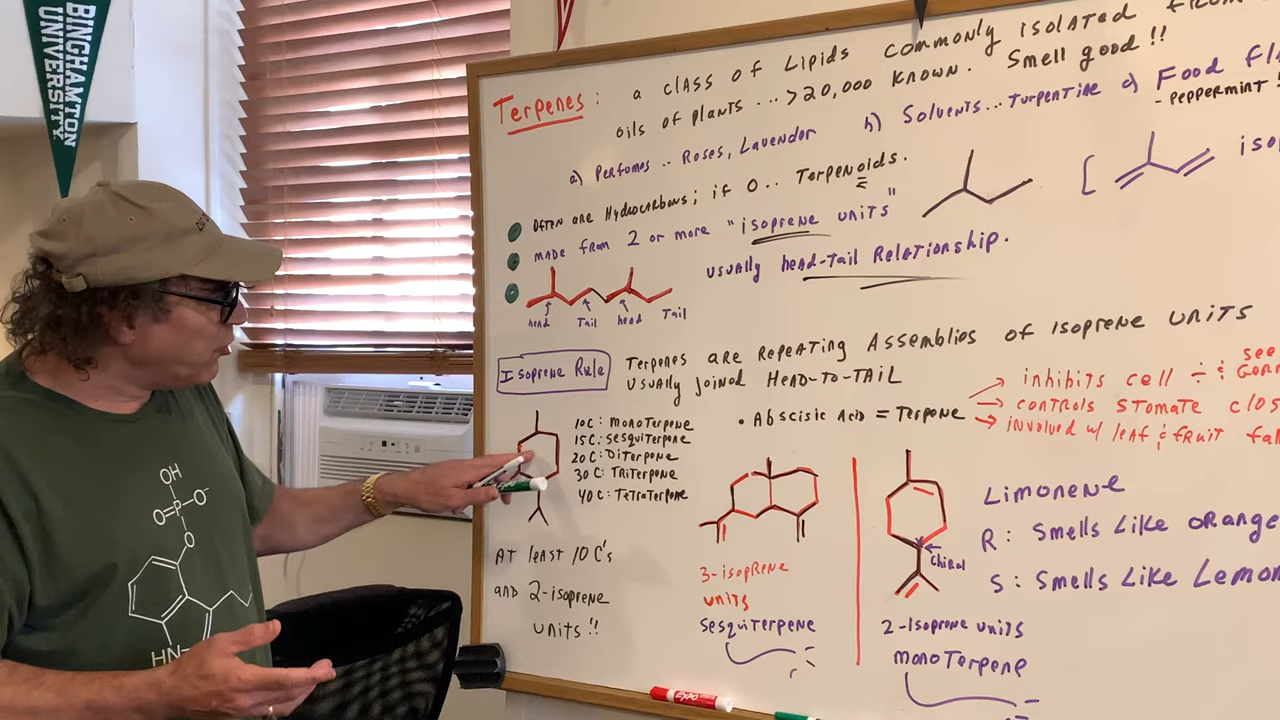 BINGHAMTON
UNIVERSITY
Terpenes: a class of Lipids commonly isolated from
oils of plants ... >20,000 known. Smell good!!
a) Perfumes .. Roses, Lavendor b) Solvents... Turpentine c) Food
- Peppermint
Often are Hydrocarbons; if O.. Terpenoids.
made from 2 or more "isoprene units"
usually head-tail Relationship.
head Tail head Tail
Isoprene Rule
Terpenes are Repeating Assemblies of isoprene units
usually joined Head-to-Tail
10C: monoTerpene
15C: sesquiTerpene
20C: DiTerpene
30C: TRiTerpene
40C: TeTraTerpene
• Abscisic Acid = Terpene
inhibits cell ÷ &
see
controls stomate
involved w/ leaf & fruit
At least 10 C's
and 2-isoprene
units!!
3-isoprene
units
sesquiTerpene
Limonene
R: Smells Like orange
S: Smells Like Lemon
chiral
2-Isoprene units
monoTerpene
OH
O=P-O-
O
HN
EXPO
EXPO